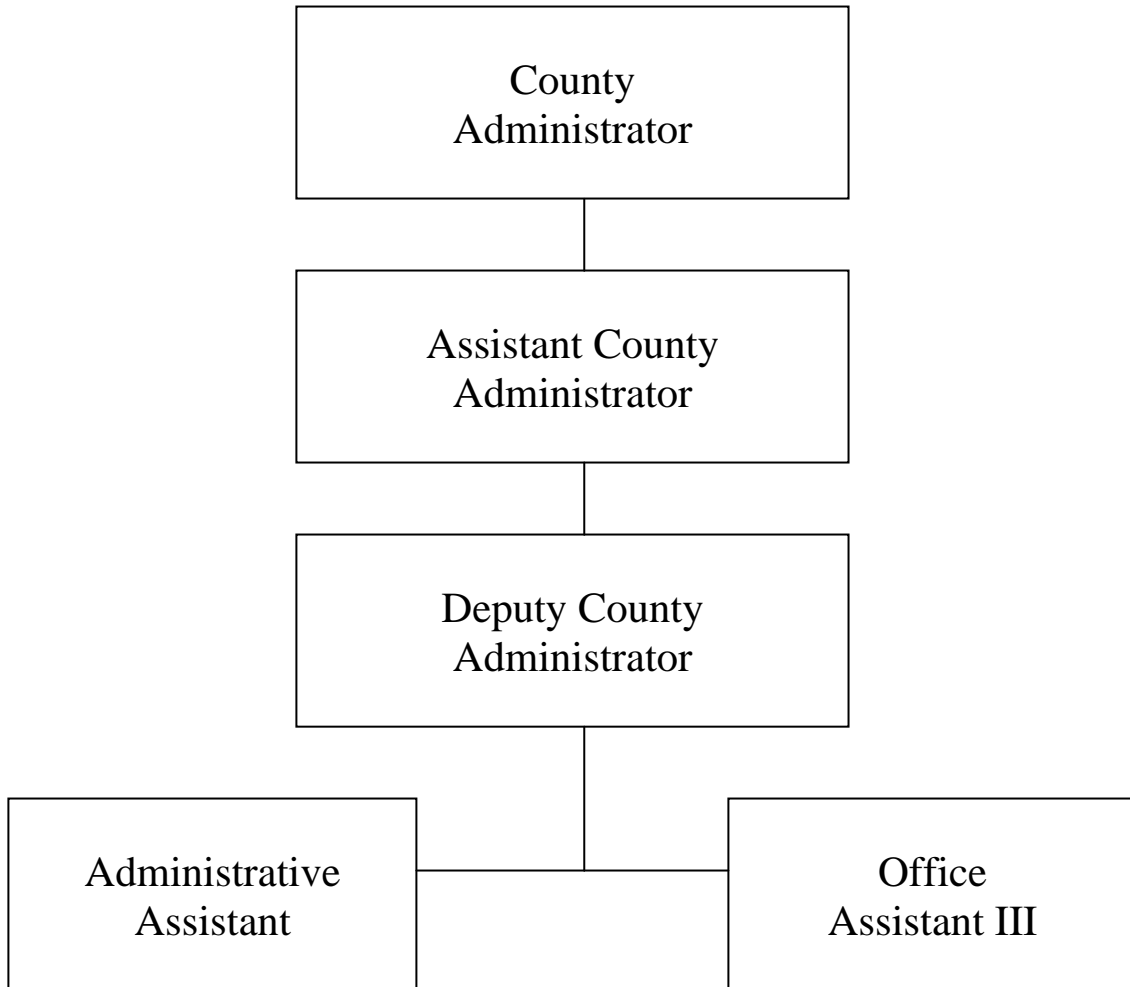 County
Administrator
Assistant County
Administrator
Deputy County
Administrator
Administrative
Assistant
Office
Assistant III